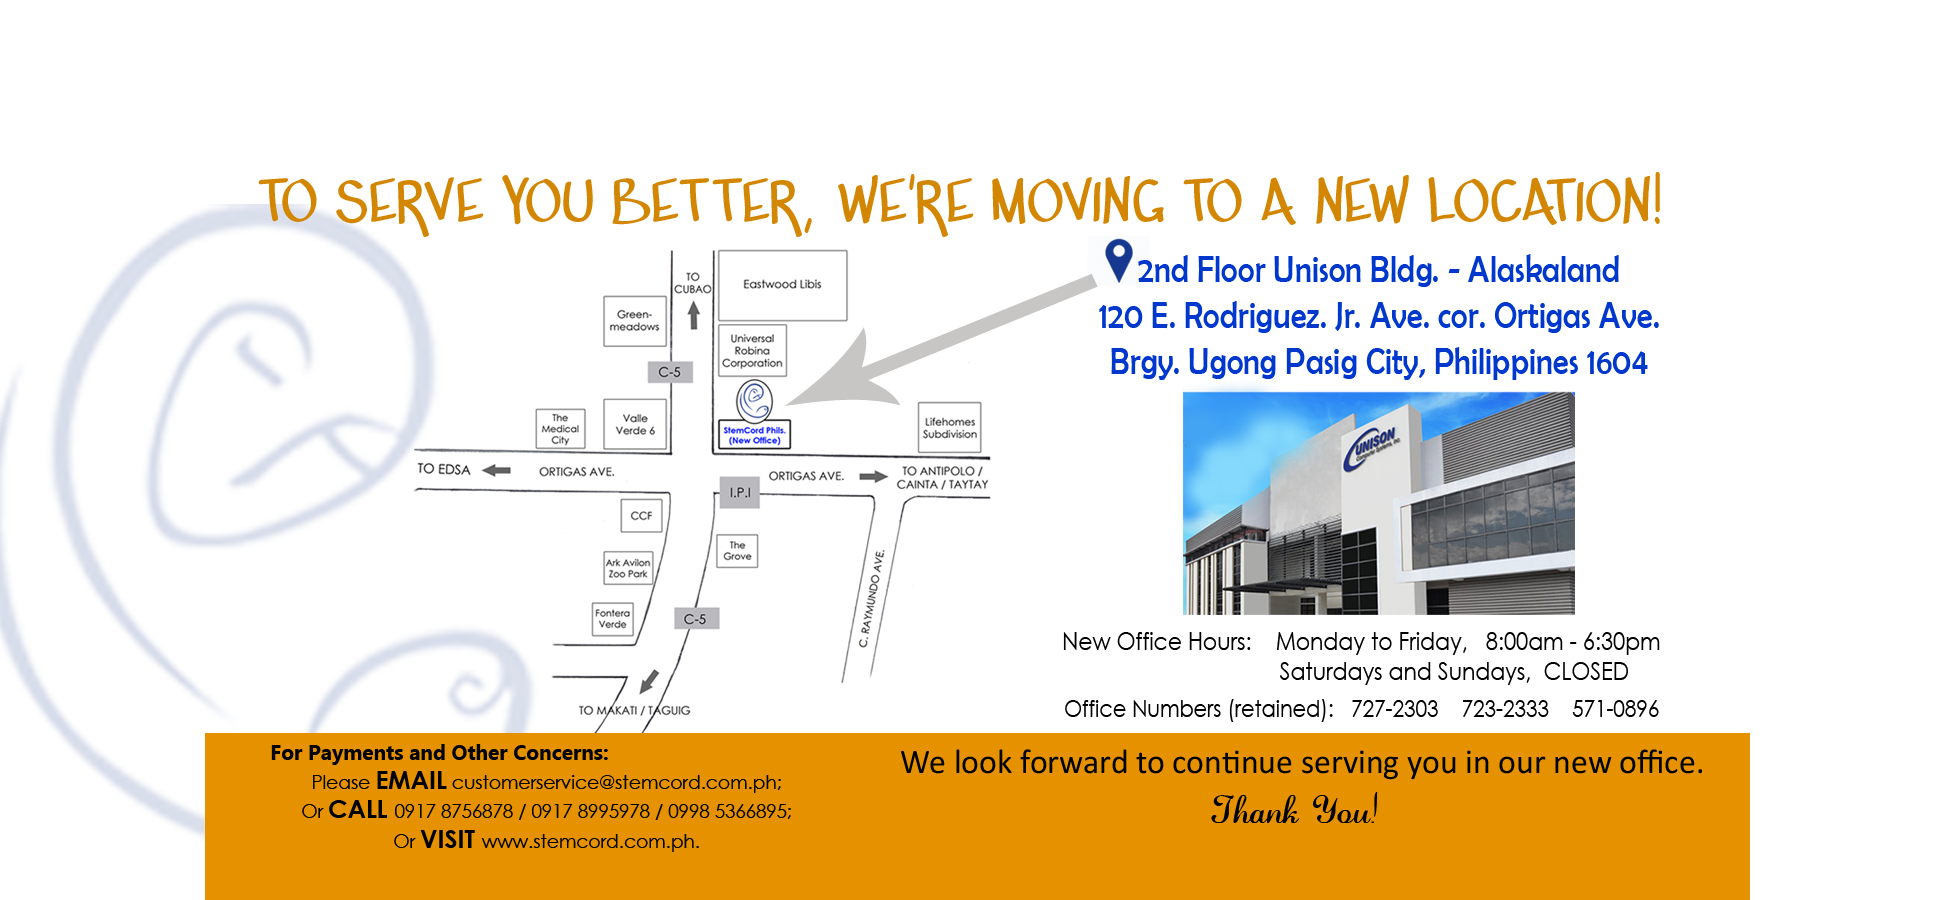 TO SERVE YOU BETTER, WE'RE MOVING TO A NEW LOCATION!
2nd Floor Unison Bldg. - Alaskaland
120 E. Rodriguez. Jr. Ave. cor. Ortigas Ave.
Brgy. Ugong Pasig City, Philippines 1604
TO
CUBAO
Eastwood Libis
Green-
meadows
Universal
Robina
Corporation
C-5
The
Medical
City
Valle
Verde 6
StemCord Phils.
(New Office)
Lifehomes
Subdivision
TO EDSA
ORTIGAS AVE.
ORTIGAS AVE.
TO ANTIPOLO /
CAINTA / TAYTAY
I.P.I
CCF
The
Grove
Ark Avilon
Zoo Park
Fontera
Verde
C-5
C. RAYMUNDO AVE.
TO MAKATI / TAGUIG
UNISON
Computer Systems, Inc.
New Office Hours: Monday to Friday, 8:00am - 6:30pm
Saturdays and Sundays, CLOSED
Office Numbers (retained): 727-2303 723-2333 571-0896
For Payments and Other Concerns:
Please EMAIL customerservice@stemcord.com.ph;
Or CALL 0917 8756878 / 0917 8995978 / 0998 5366895;
Or VISIT www.stemcord.com.ph.
We look forward to continue serving you in our new office.
Thank You!